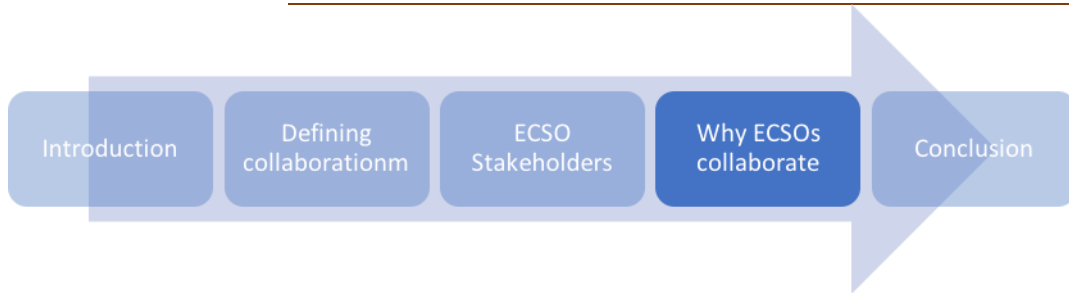 Introduction
Defining
collaborationm
ECSO
Stakeholders
Why ECSOs
collaborate
Conclusion